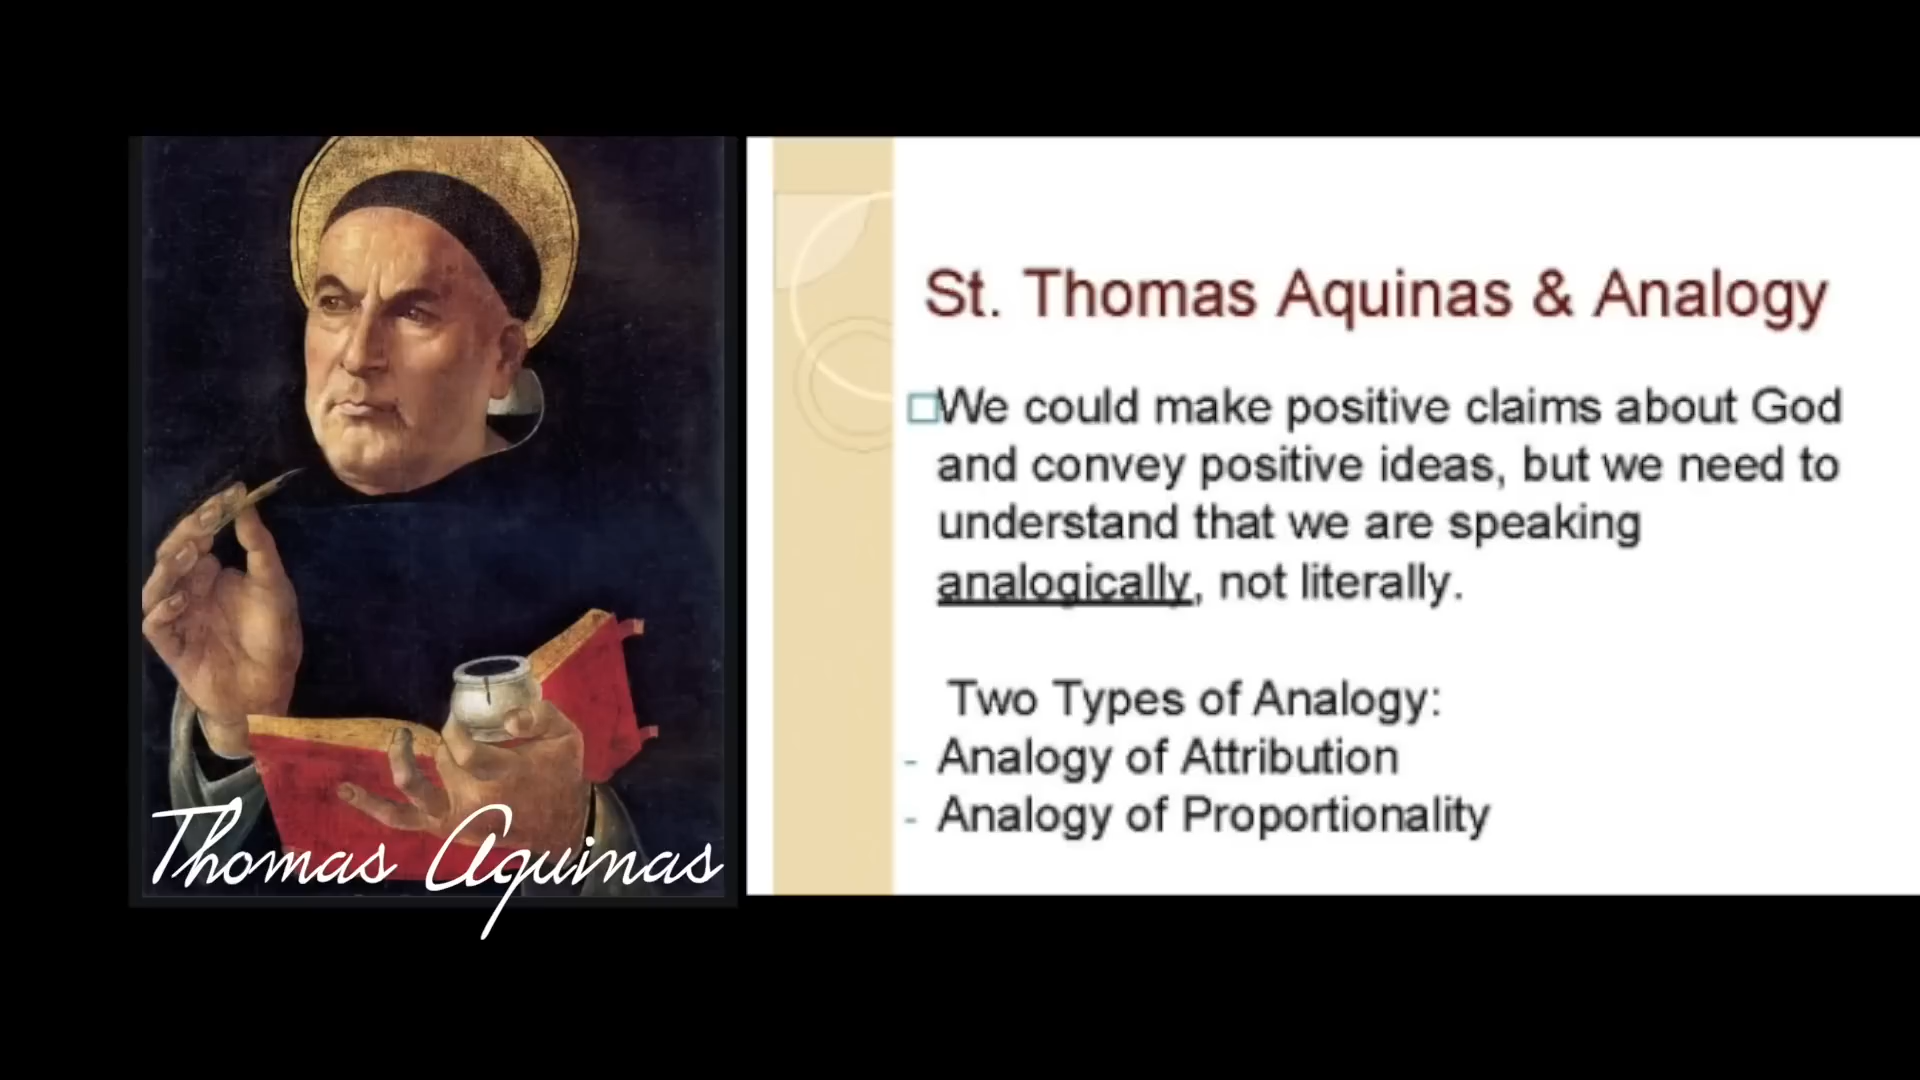 Thomas Aquinas
St. Thomas Aquinas & Analogy
We could make positive claims about God
and convey positive ideas, but we need to
understand that we are speaking
analogically, not literally.
Two Types of Analogy:
- Analogy of Attribution
- Analogy of Proportionality